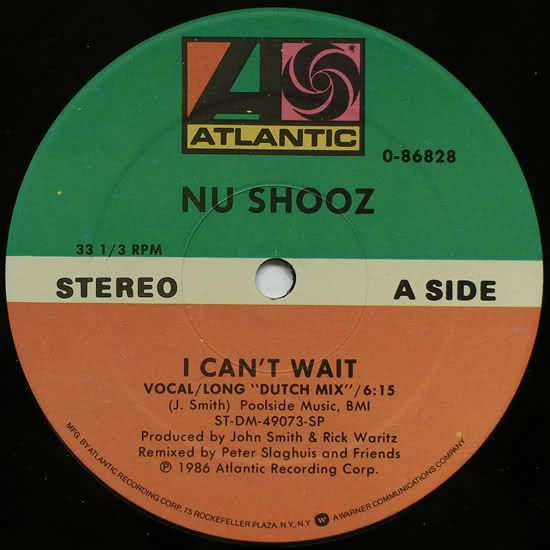 ATLANTIC
0-86828
NU SHOOZ
33 1/3 RPM
STEREO
A SIDE
I CAN'T WAIT
VOCAL/LONG "DUTCH MIX"/6:15
(J. Smith) Poolside Music, BMI
ST-DM-49073-SP
Produced by John Smith & Rick Waritz
Remixed by Peter Slaghuis and Friends
Ⓟ 1986 Atlantic Recording Corp.
MFG. BY ATLANTIC RECORDING CORP. 75 ROCKEFELLER PLAZA. N.Y., N.Y. W A WARNER COMMUNICATIONS COMPANY